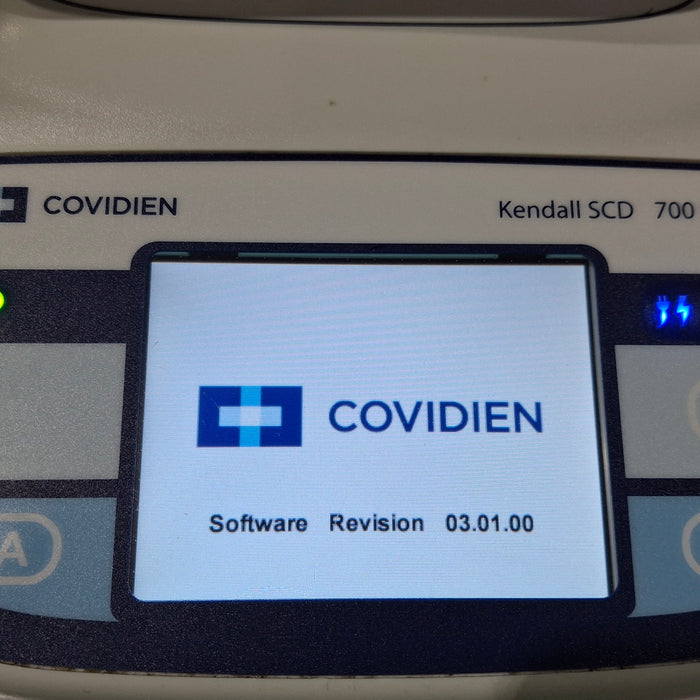 COVIDIEN
Kendall SCD 700
COVIDIEN
Software Revision 03.01.00
A